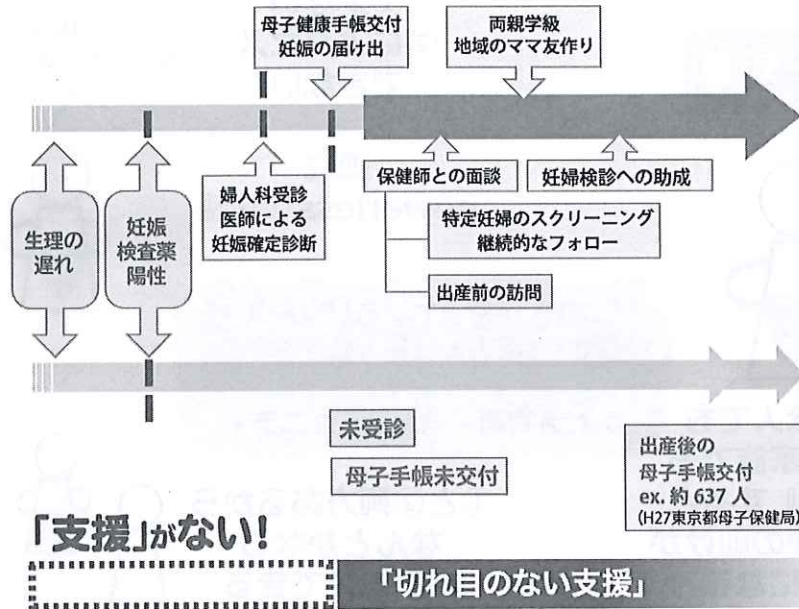 母子健康手帳交付
妊娠の届け出
両親学級
地域のママ友作り
生理の
遅れ
妊娠
検査薬
陽性
婦人科受診
医師による
妊娠確定診断
保健師との面談
妊婦検診への助成
特定妊婦のスクリーニング
継続的なフォロー
出産前の訪問
未受診
母子手帳未交付
出産後の
母子手帳交付
ex. 約637人
(H27東京都母子保健局)
「支援」がない!
「切れ目のない支援」